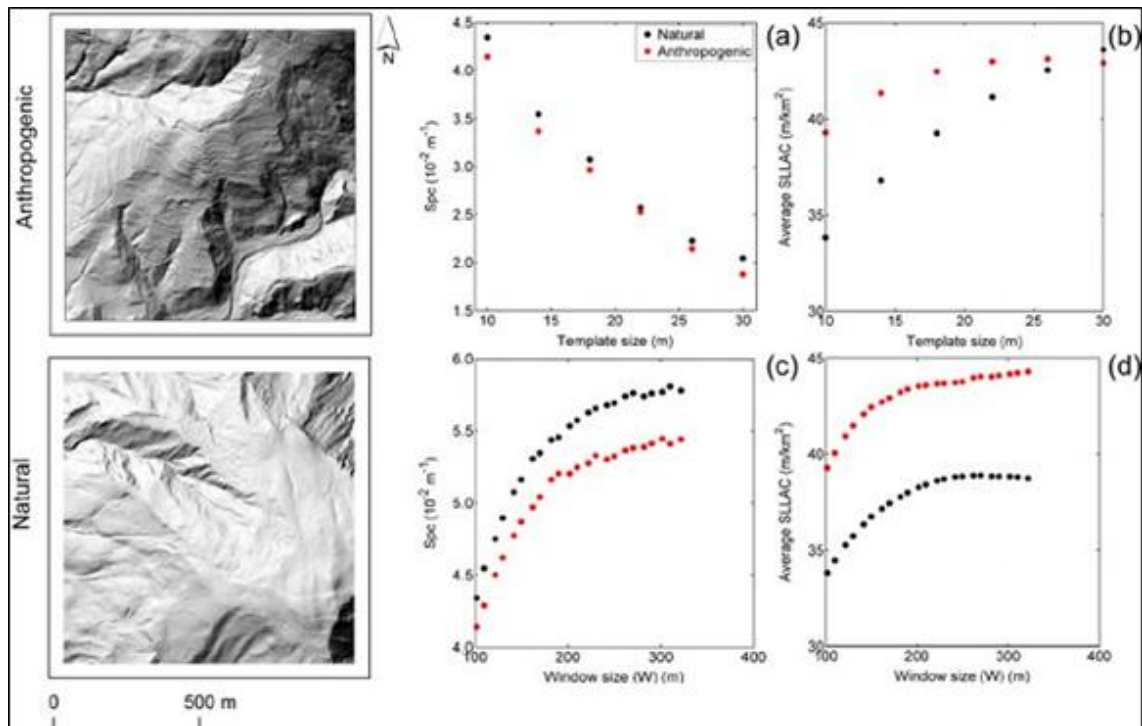 Anthropogenic
N
Natural
0 500 m
4.5
4.0
3.5
3.0
2.5
2.0
1.5
Spc (10⁻² m⁻¹)
Natural
Anthropogenic
(a)
10 15 20 25 30
Template size (m)
45
40
35
30
Average SLLAC (m/km²)
(b)
10 15 20 25 30
Template size (m)
6.0
5.5
5.0
4.5
4.0
Spc (10⁻² m⁻¹)
(c)
100 200 300 400
Window size (W) (m)
45
40
35
30
Average SLLAC (m/km²)
(d)
100 200 300 400
Window size (W) (m)